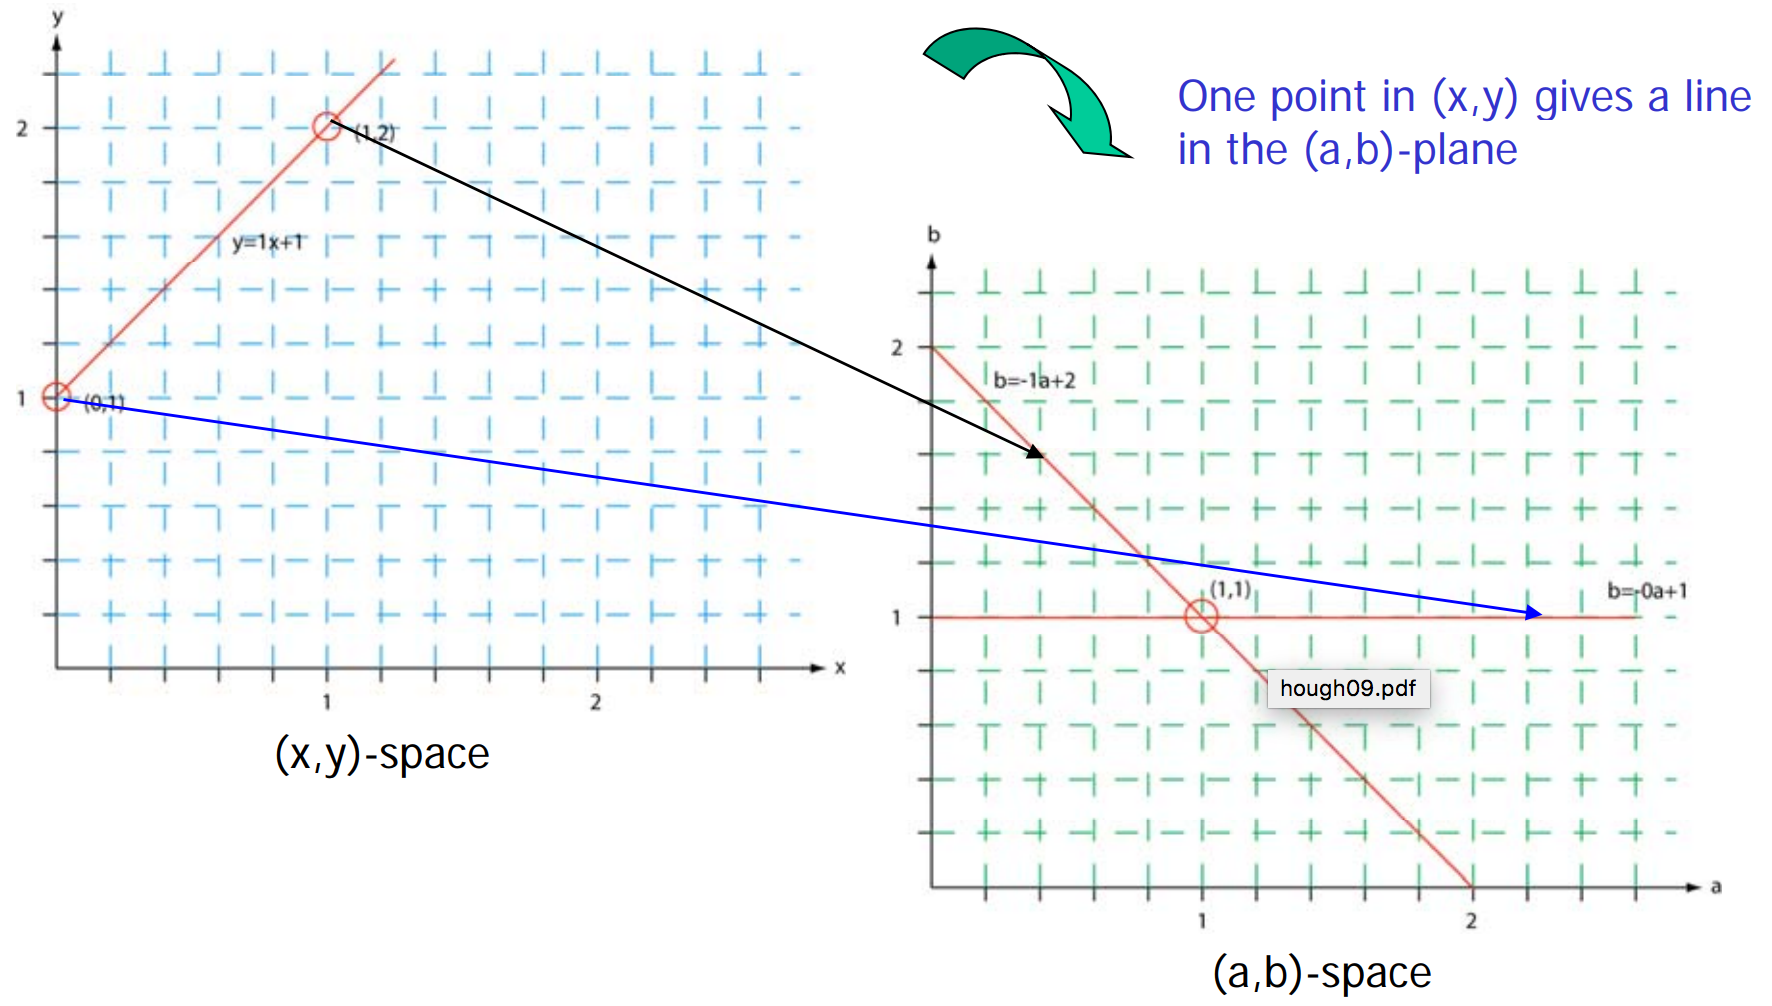 y
2
(1,2)
y=1x+1
1
(0,1)
x
1
2
(x,y)-space
One point in (x,y) gives a line
in the (a,b)-plane
b
2
b=-1a+2
(1,1)
b=-0a+1
1
hough09.pdf
a
1
2
(a,b)-space